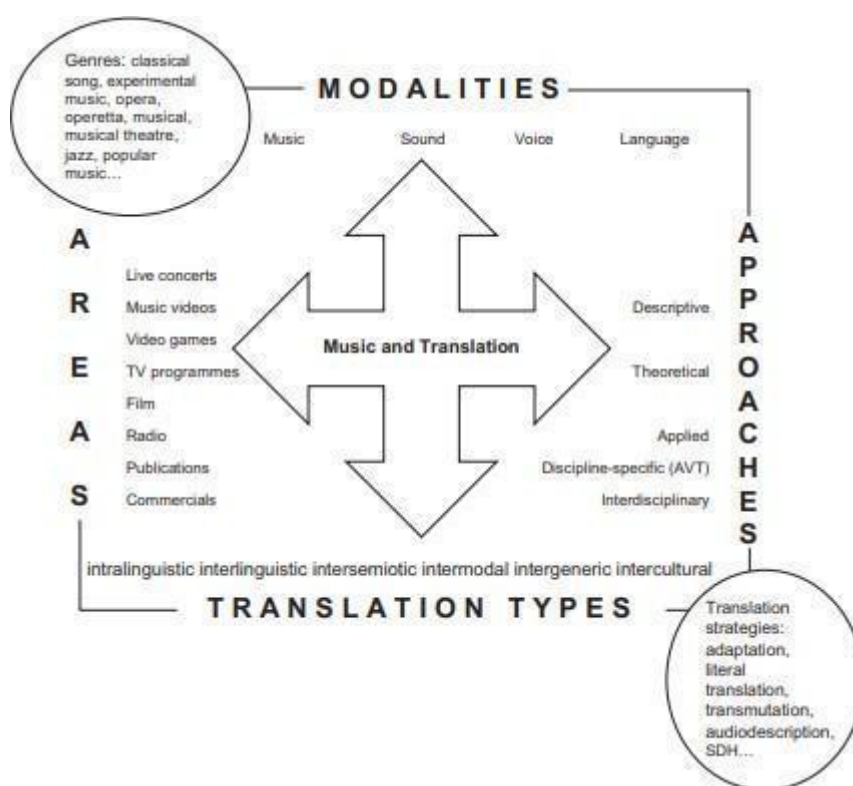 Genres: classical
song, experimental
music, opera,
operetta, musical,
musical theatre,
jazz, popular
music...
MODALITIES
Music Sound Voice Language
AREAS
Live concerts
Music videos
Video games
TV programmes
Film
Radio
Publications
Commercials
Music and Translation
Descriptive
Theoretical
Applied
Discipline-specific (AVT)
Interdisciplinary
APPROACHES
intralinguistic interlinguistic intersemiotic intermodal intergeneric intercultural
TRANSLATION TYPES
Translation
strategies:
adaptation,
literal
translation,
transmutation,
audiodescription,
SDH...